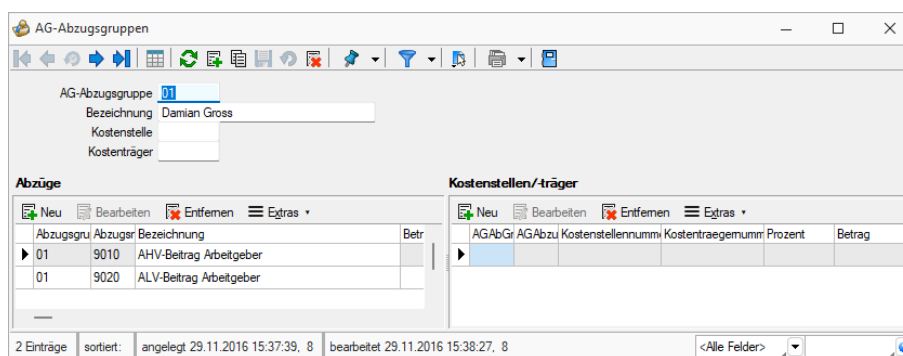 AG-Abzugsgruppen
AG-Abzugsgruppe 01
Bezeichnung Damian Gross
Kostenstelle
Kostenträger
Abzüge
Neu Bearbeiten Entfernen Extras
Abzugsgru Abzugsr Bezeichnung Betr
01 9010 AHV-Beitrag Arbeitgeber
01 9020 ALV-Beitrag Arbeitgeber
Kostenstellen/-träger
Neu Bearbeiten Entfernen Extras
AGAbGr AGAbzu Kostenstellennumme Kostentraegernumm Prozent Betrag
2 Einträge sortiert: angelegt 29.11.2016 15:37:39, 8 bearbeitet 29.11.2016 15:38:27, 8 <Alle Felder>